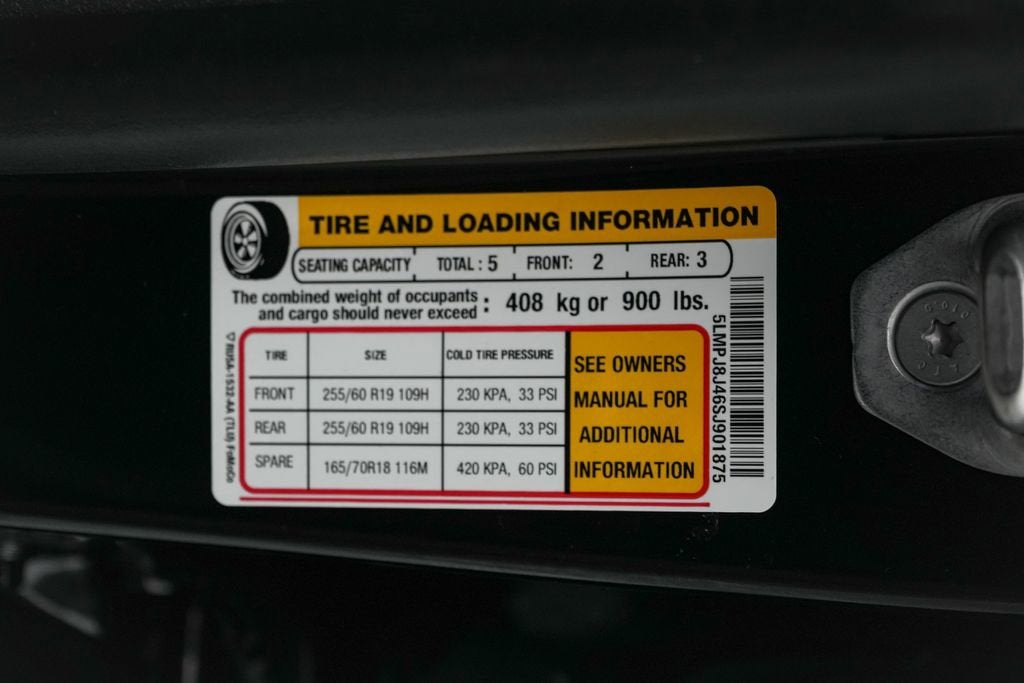 TIRE AND LOADING INFORMATION
SEATING CAPACITY TOTAL : 5 FRONT: 2 REAR: 3
The combined weight of occupants
and cargo should never exceed : 408 kg or 900 lbs.
TIRE SIZE COLD TIRE PRESSURE
FRONT 255/60 R19 109H 230 KPA, 33 PSI
REAR 255/60 R19 109H 230 KPA, 33 PSI
SPARE 165/70R18 116M 420 KPA, 60 PSI
SEE OWNERS
MANUAL FOR
ADDITIONAL
INFORMATION
5LMPJ8J46SJ901875